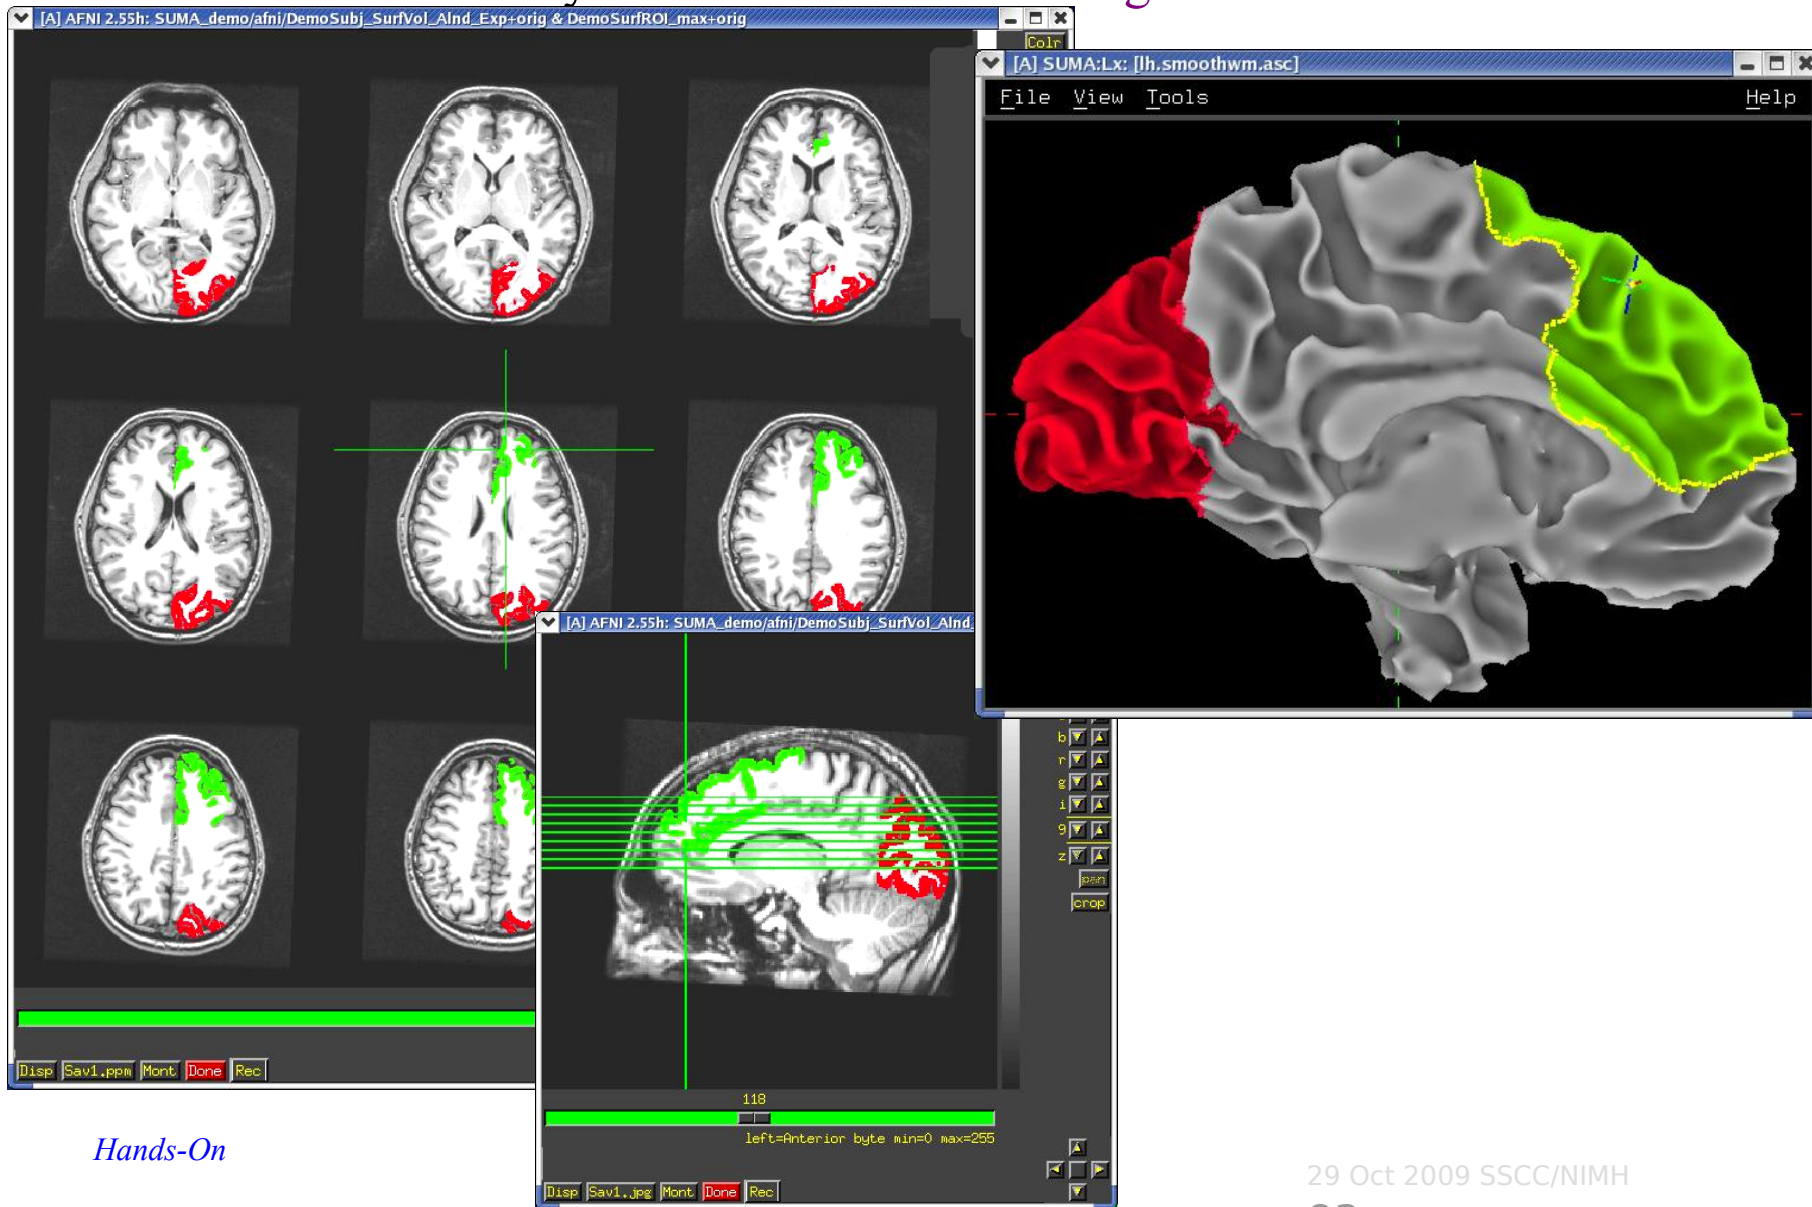 [A] AFNI 2.55h: SUMA_demo/afni/DemoSubj_SurfVol_Alnd_Exp+orig & DemoSurfROI_max+orig
Colr
[A] SUMA:Lx: [lh.smoothwm.asc]
File View Tools Help
[A] AFNI 2.55h: SUMA_demo/afni/DemoSubj_SurfVol_Alnd_
b
r
g
i
9
z
pan
crop
Disp Sav1.ppm Mont Done Rec
118
left=Anterior byte min=0 max=255
Disp Sav1.jpg Mont Done Rec
Hands-On
29 Oct 2009 SSCC/NIMH